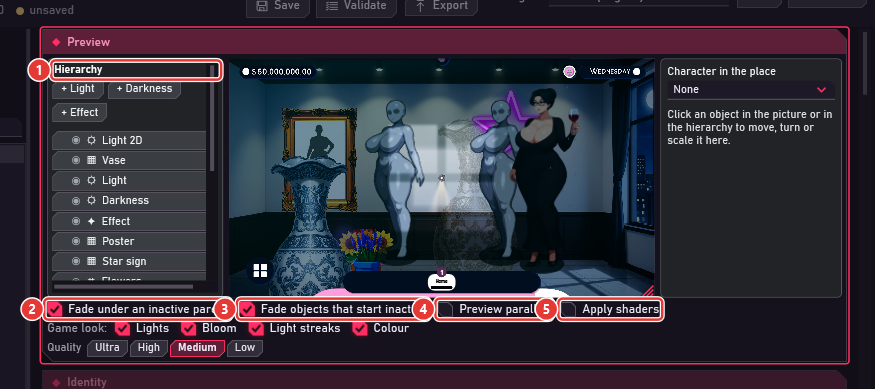 unsaved
Save
Validate
Export
Preview
1
Hierarchy
+ Light
+ Darkness
+ Effect
Light 2D
Vase
Light
Darkness
Effect
Poster
Star sign
Flowers
$ 50,000,000.00
Wednesday
1
Home
Character in the place
None
Click an object in the picture or in
the hierarchy to move, turn or
scale it here.
2 Fade under an inactive par
3 Fade objects that start inact
4 Preview paral
5 Apply shaders
Game look: Lights Bloom Light streaks Colour
Quality Ultra High Medium Low
Identity